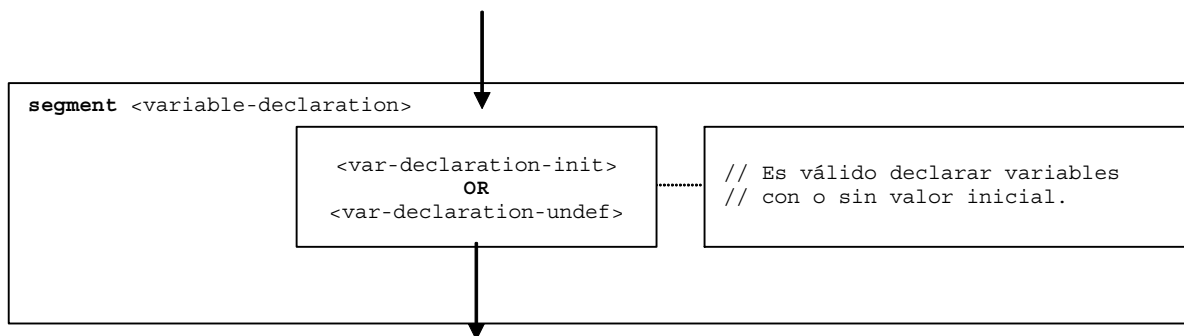 segment <variable-declaration>
<var-declaration-init>
OR
<var-declaration-undef>
// Es válido declarar variables
// con o sin valor inicial.